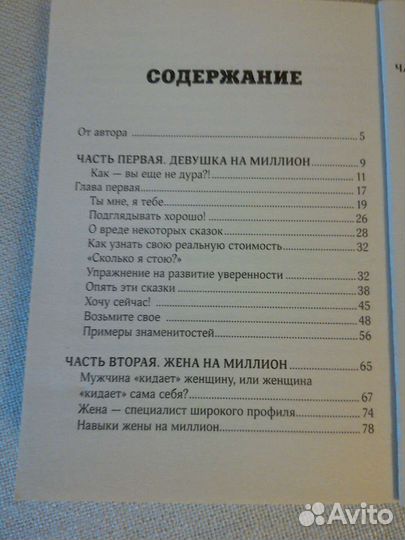 СОДЕРЖАНИЕ
От автора 5
ЧАСТЬ ПЕРВАЯ. ДЕВУШКА НА МИЛЛИОН 9
Как — вы еще не дура?! 11
Глава первая 17
Ты мне, я тебе 19
Подглядывать хорошо! 26
О вреде некоторых сказок 28
Как узнать свою реальную стоимость 32
«Сколько я стою?»
Упражнение на развитие уверенности 32
Опять эти сказки 38
Хочу сейчас! 45
Возьмите свое 48
Примеры знаменитостей 56
ЧАСТЬ ВТОРАЯ. ЖЕНА НА МИЛЛИОН 65
Мужчина «кидает» женщину, или женщина
«кидает» сама себя? 67
Жена — специалист широкого профиля 74
Навыки жены на миллион 78
Avito